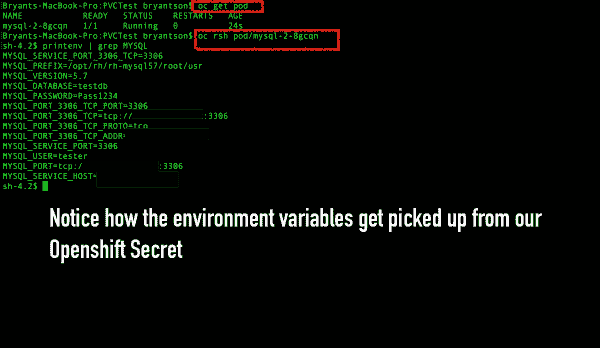 Bryants-MacBook-Pro:PVCTest bryantson$ oc get pod
NAME READY STATUS RESTARTS AGE
mysql-2-8gcqn 1/1 Running 0 24s
Bryants-MacBook-Pro:PVCTest bryantson$ oc rsh pod/mysql-2-8gcqn
sh-4.2$ printenv | grep MYSQL
MYSQL_SERVICE_PORT_3306_TCP=3306
MYSQL_PREFIX=/opt/rh/rh-mysql57/root/usr
MYSQL_VERSION=5.7
MYSQL_DATABASE=testdb
MYSQL_PASSWORD=Pass1234
MYSQL_PORT_3306_TCP_PORT=3306
MYSQL_PORT_3306_TCP=tcp:// :3306
MYSQL_PORT_3306_TCP_PROTO=tcp
MYSQL_PORT_3306_TCP_ADDR=
MYSQL_SERVICE_PORT=3306
MYSQL_USER=tester
MYSQL_PORT=tcp:/ :3306
MYSQL_SERVICE_HOST=
sh-4.2$
Notice how the environment variables get picked up from our
Openshift Secret